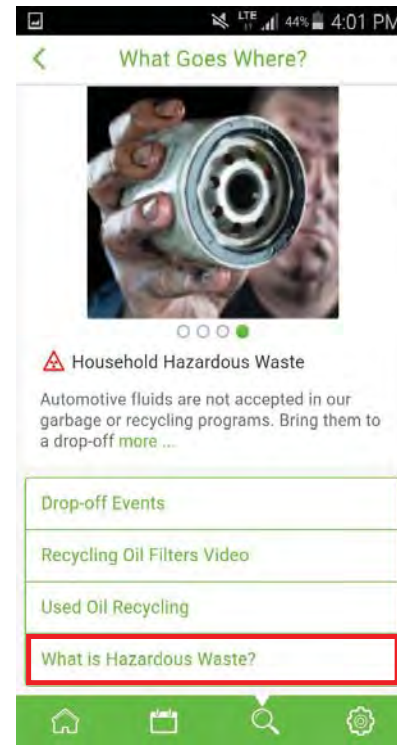 LTE 44% 4:01 PM
What Goes Where?
Household Hazardous Waste
Automotive fluids are not accepted in our
garbage or recycling programs. Bring them to
a drop-off more ...
Drop-off Events
Recycling Oil Filters Video
Used Oil Recycling
What is Hazardous Waste?